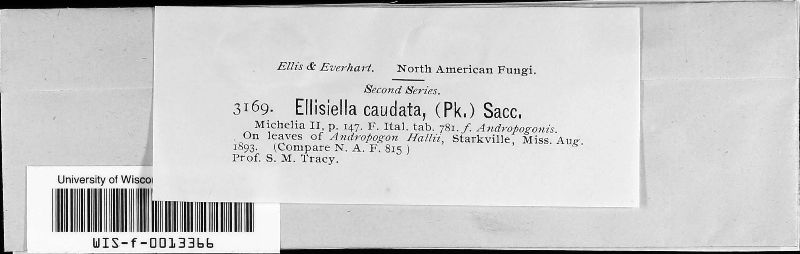 Ellis & Everhart. North American Fungi.
Second Series.
3169. Ellisiella caudata, (Pk.) Sacc.
Michelia II, p. 147. F. Ital. tab. 781. f. Andropogonis.
On leaves of Andropogon Hallii, Starkville, Miss. Aug.
1893. (Compare N. A. F. 815 )
Prof. S. M. Tracy.
University of Wisco
WIS-f-0013366